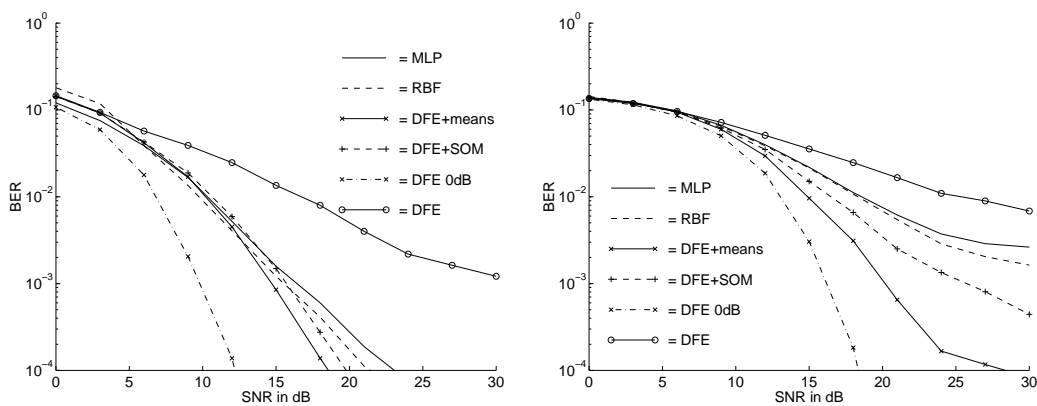 10^0
10^-1
10^-2
10^-3
10^-4
BER
0 5 10 15 20 25 30
SNR in dB
= MLP
= RBF
= DFE+means
= DFE+SOM
= DFE 0dB
= DFE
10^0
10^-1
10^-2
10^-3
10^-4
BER
0 5 10 15 20 25 30
SNR in dB
= MLP
= RBF
= DFE+means
= DFE+SOM
= DFE 0dB
= DFE